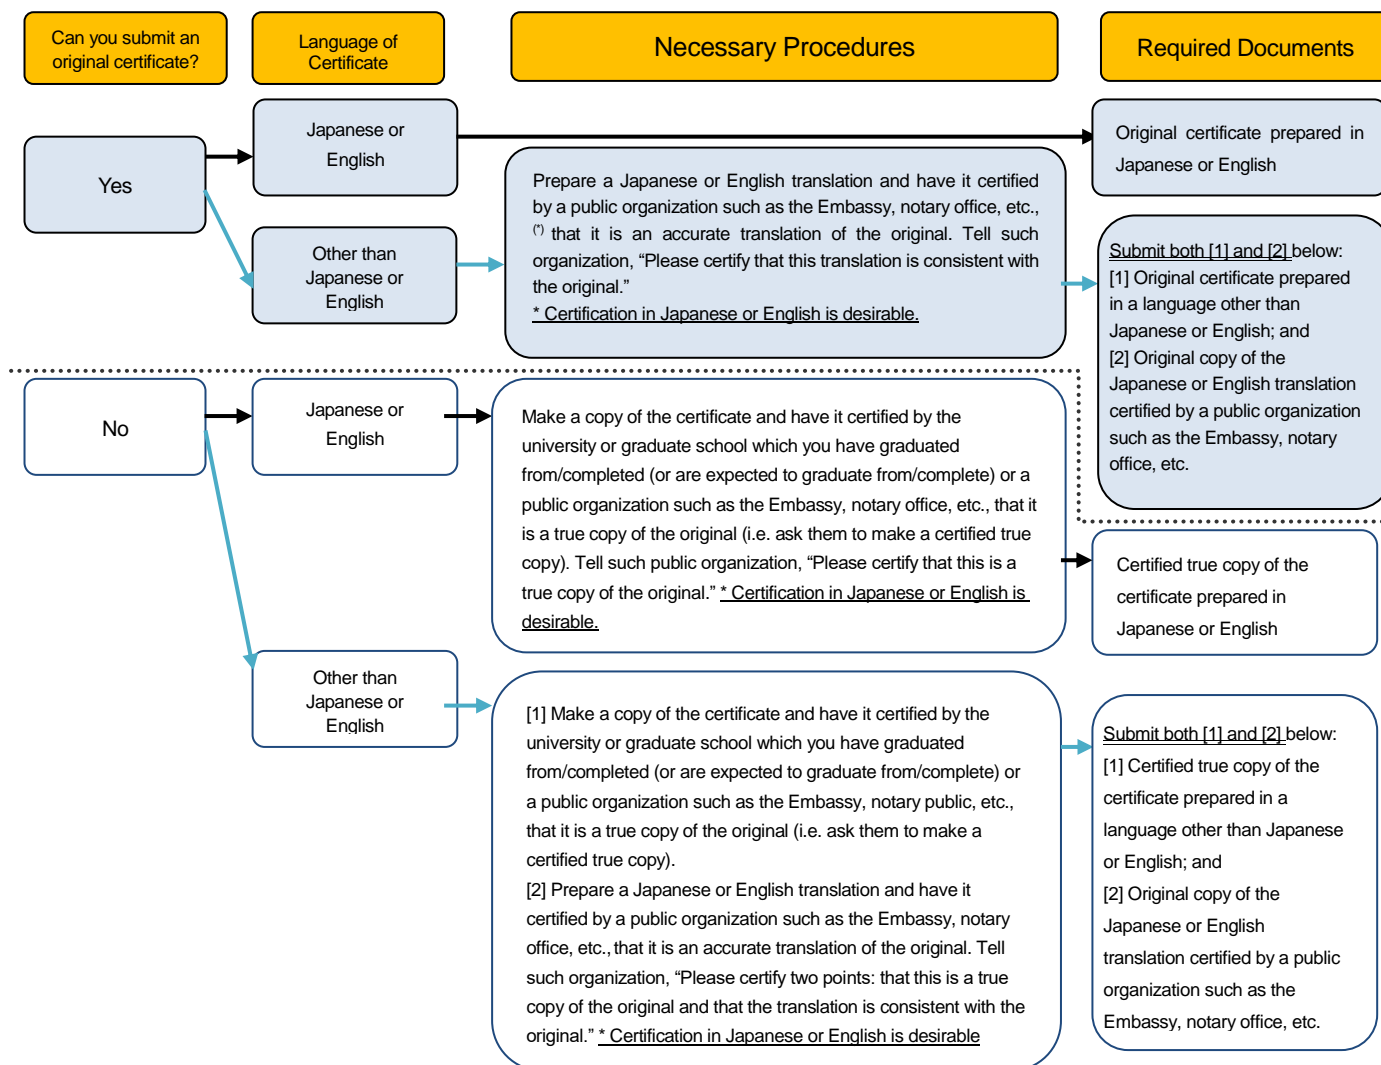 Can you submit an
original certificate?
Language of
Certificate
Necessary Procedures
Required Documents
Yes
Japanese or
English
Original certificate prepared in
Japanese or English
Other than
Japanese or
English
Prepare a Japanese or English translation and have it certified
by a public organization such as the Embassy, notary office, etc.,
(*) that it is an accurate translation of the original. Tell such
organization, “Please certify that this translation is consistent with
the original.”
* Certification in Japanese or English is desirable.
Submit both [1] and [2] below:
[1] Original certificate prepared
in a language other than
Japanese or English; and
[2] Original copy of the
Japanese or English translation
certified by a public organization
such as the Embassy, notary
office, etc.
No
Japanese or
English
Make a copy of the certificate and have it certified by the
university or graduate school which you have graduated
from/completed (or are expected to graduate from/complete) or a
public organization such as the Embassy, notary office, etc., that it
is a true copy of the original (i.e. ask them to make a certified true
copy). Tell such public organization, “Please certify that this is a
true copy of the original.” * Certification in Japanese or English is
desirable.
Certified true copy of the
certificate prepared in
Japanese or English
Other than
Japanese or
English
[1] Make a copy of the certificate and have it certified by the
university or graduate school which you have graduated
from/completed (or are expected to graduate from/complete) or
a public organization such as the Embassy, notary public, etc.,
that it is a true copy of the original (i.e. ask them to make a
certified true copy).
[2] Prepare a Japanese or English translation and have it
certified by a public organization such as the Embassy, notary
office, etc., that it is an accurate translation of the original. Tell
such organization, “Please certify two points: that this is a true
copy of the original and that the translation is consistent with the
original.” * Certification in Japanese or English is desirable
Submit both [1] and [2] below:
[1] Certified true copy of the
certificate prepared in a
language other than Japanese
or English; and
[2] Original copy of the
Japanese or English
translation certified by a public
organization such as the
Embassy, notary office, etc.